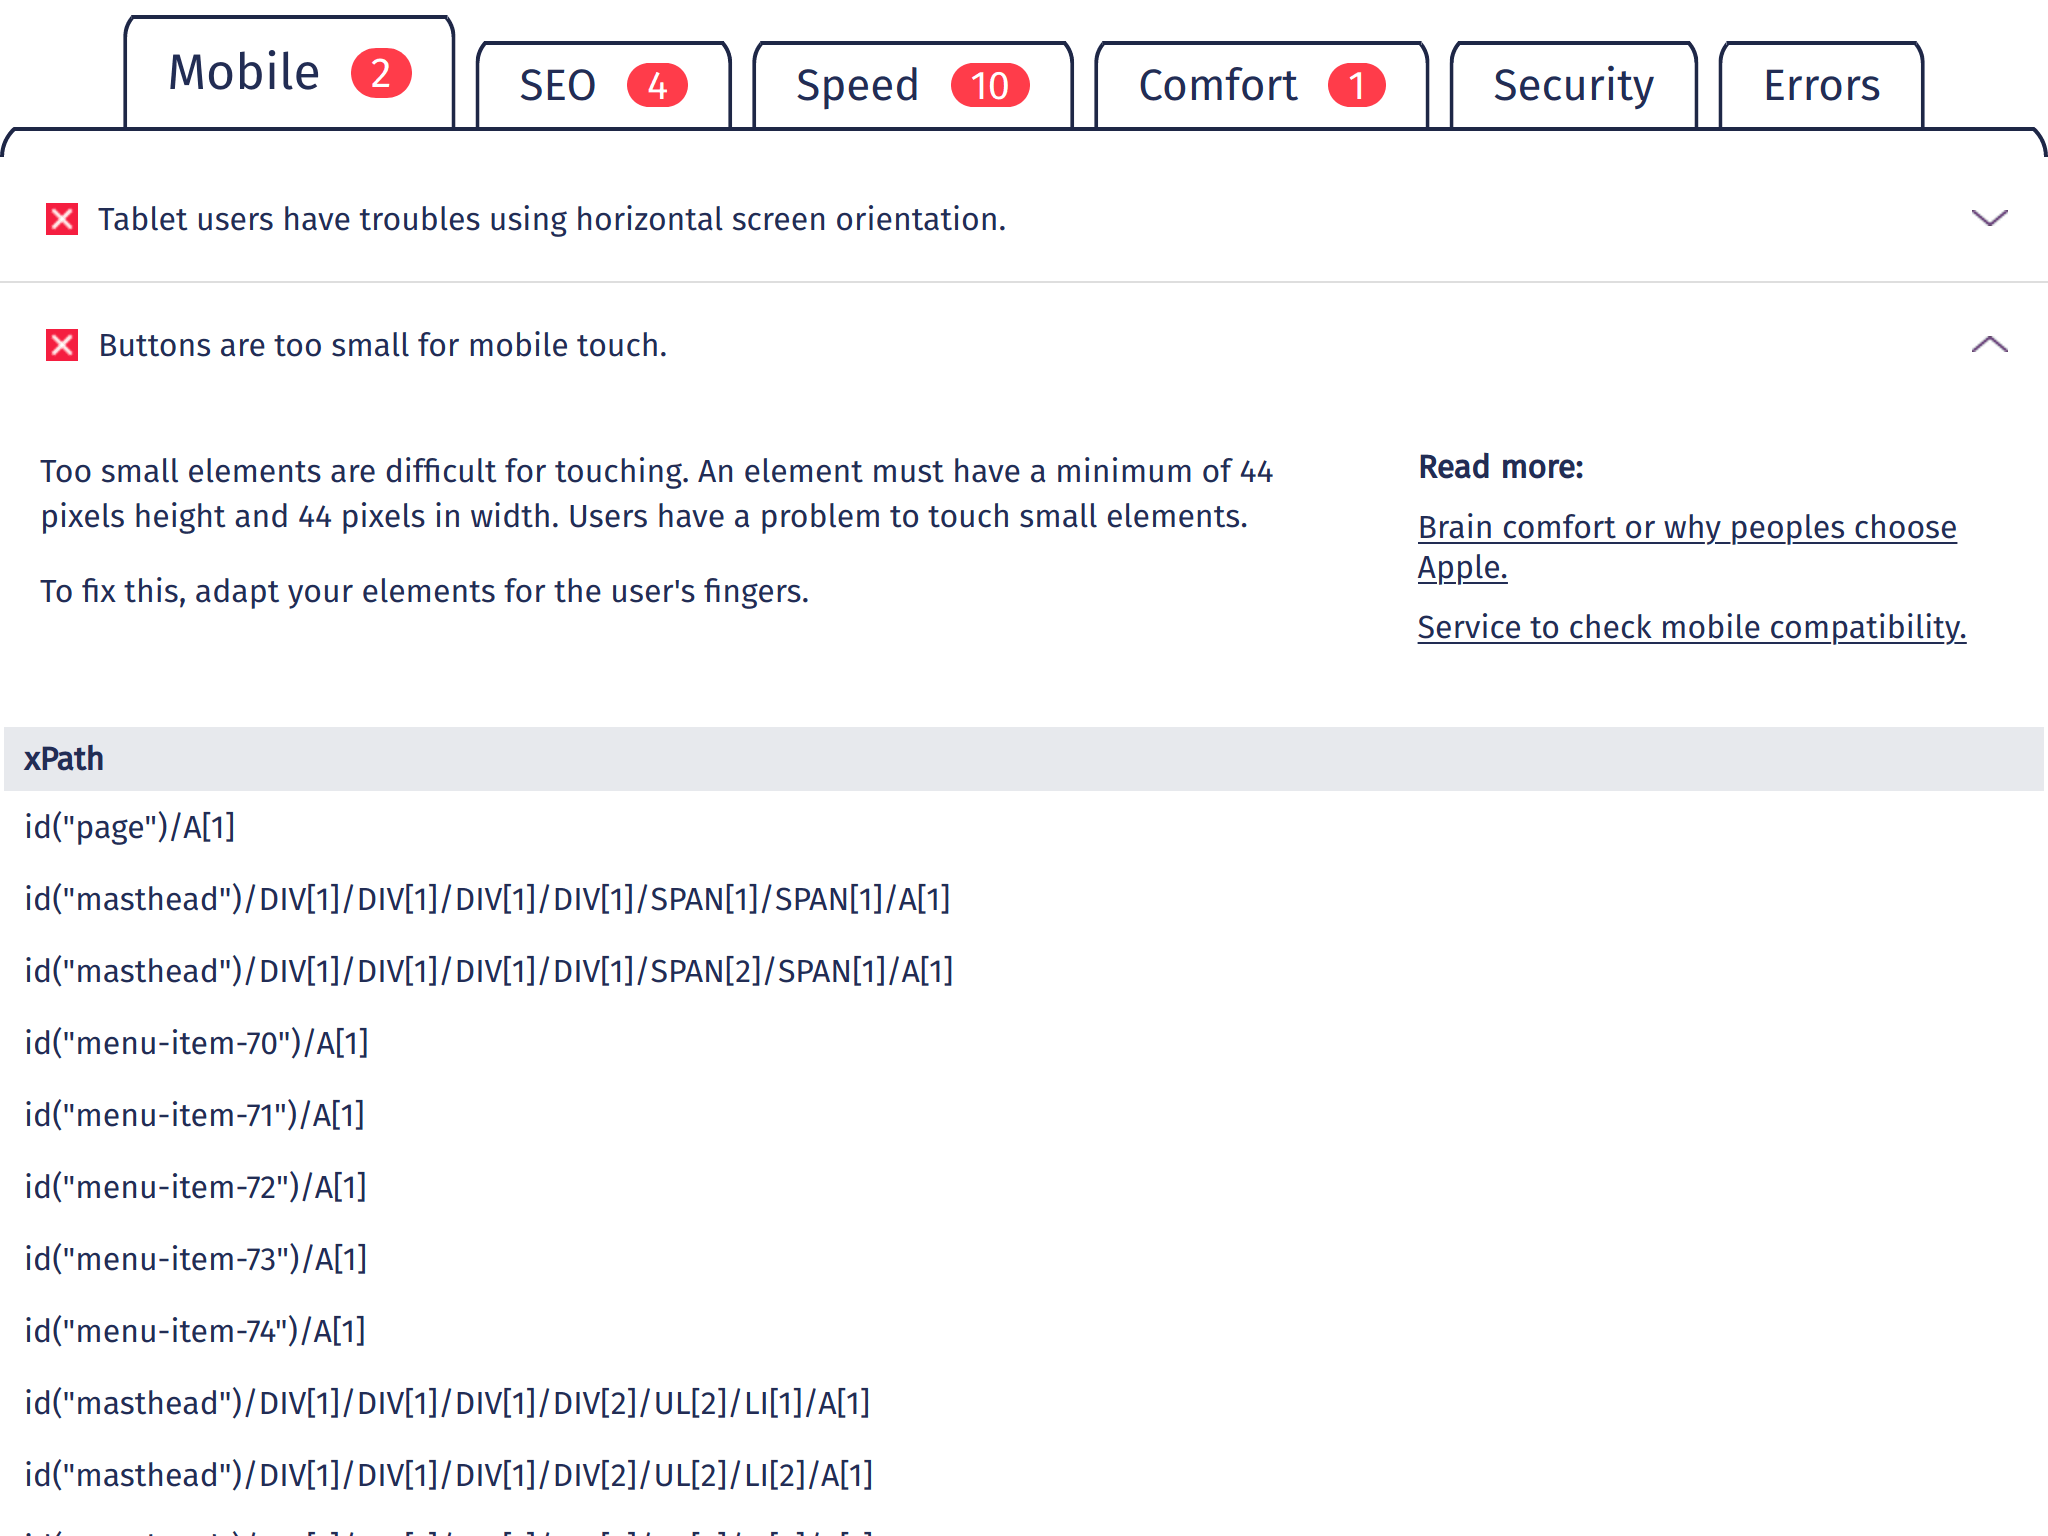 Mobile 2 SEO 4 Speed 10 Comfort 1 Security Errors
Tablet users have troubles using horizontal screen orientation.
Buttons are too small for mobile touch.
Too small elements are difficult for touching. An element must have a minimum of 44
pixels height and 44 pixels in width. Users have a problem to touch small elements.
To fix this, adapt your elements for the user's fingers.
Read more:
Brain comfort or why peoples choose
Apple.
Service to check mobile compatibility.
xPath
id("page")/A[1]
id("masthead")/DIV[1]/DIV[1]/DIV[1]/DIV[1]/SPAN[1]/SPAN[1]/A[1]
id("masthead")/DIV[1]/DIV[1]/DIV[1]/DIV[1]/SPAN[2]/SPAN[1]/A[1]
id("menu-item-70")/A[1]
id("menu-item-71")/A[1]
id("menu-item-72")/A[1]
id("menu-item-73")/A[1]
id("menu-item-74")/A[1]
id("masthead")/DIV[1]/DIV[1]/DIV[1]/DIV[2]/UL[2]/LI[1]/A[1]
id("masthead")/DIV[1]/DIV[1]/DIV[1]/DIV[2]/UL[2]/LI[2]/A[1]